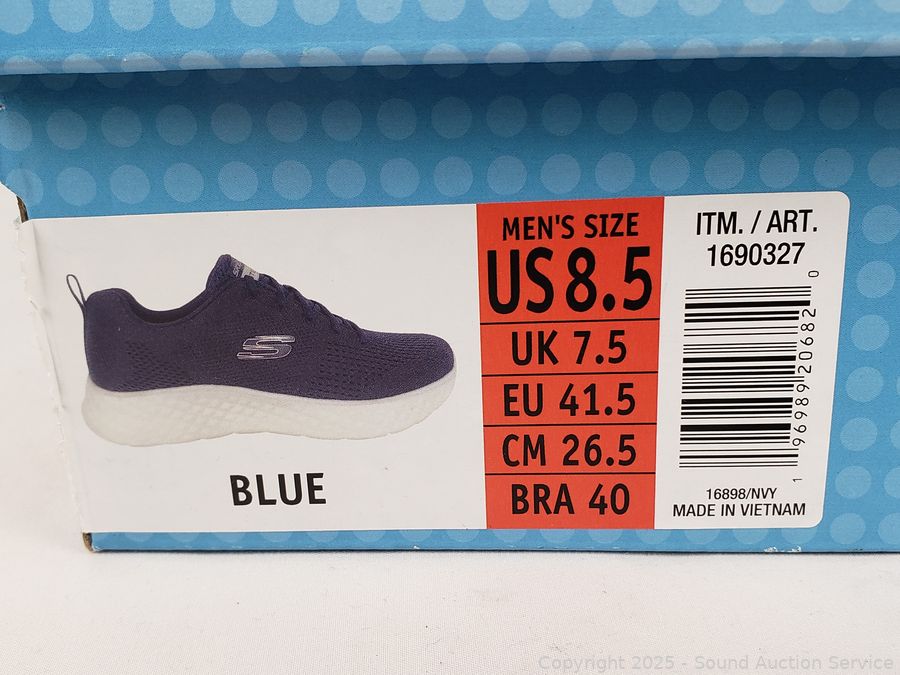 BLUE
MEN'S SIZE
US 8.5
UK 7.5
EU 41.5
CM 26.5
BRA 40
ITM. / ART.
1690327
1 96989 20682 0
16898/NVY
MADE IN VIETNAM
Copyright 2025 - Sound Auction Service